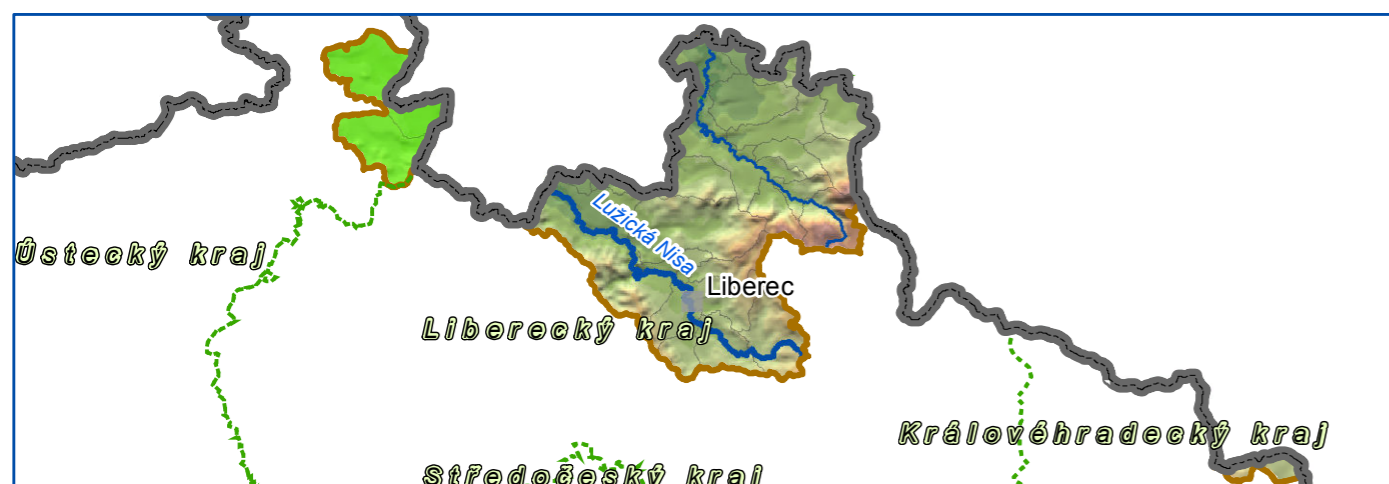 Lužická Nisa
Ústecký kraj
Liberec
Liberecký kraj
Královéhradecký kraj
Středočeský kraj